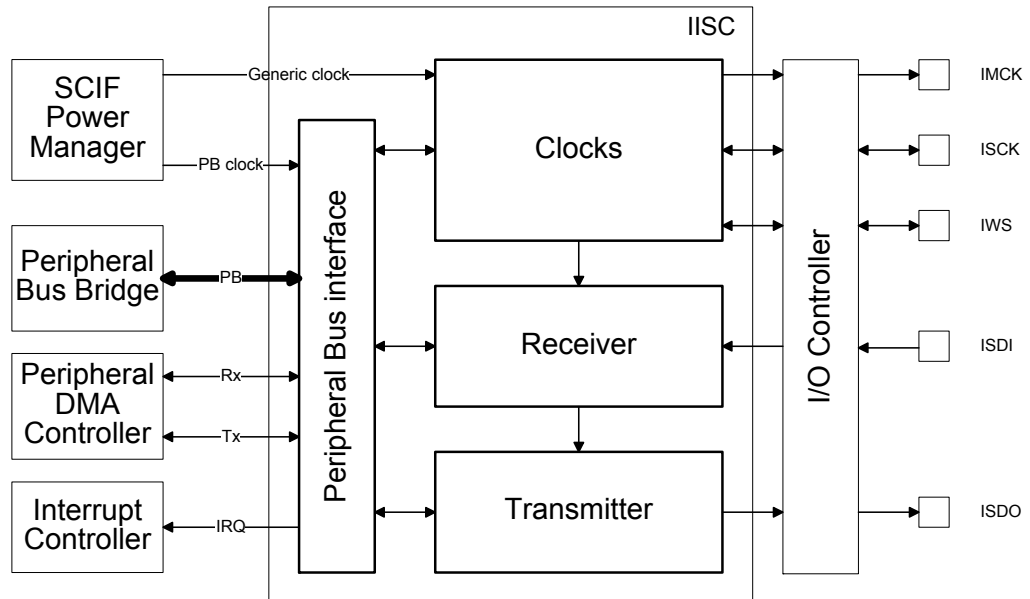 IISC
SCIF
Power
Manager
Generic clock
PB clock
Clocks
IMCK
ISCK
IWS
Peripheral
Bus Bridge
PB
Peripheral Bus interface
Receiver
I/O Controller
ISDI
Peripheral
DMA
Controller
Rx
Tx
Interrupt
Controller
IRQ
Transmitter
ISDO